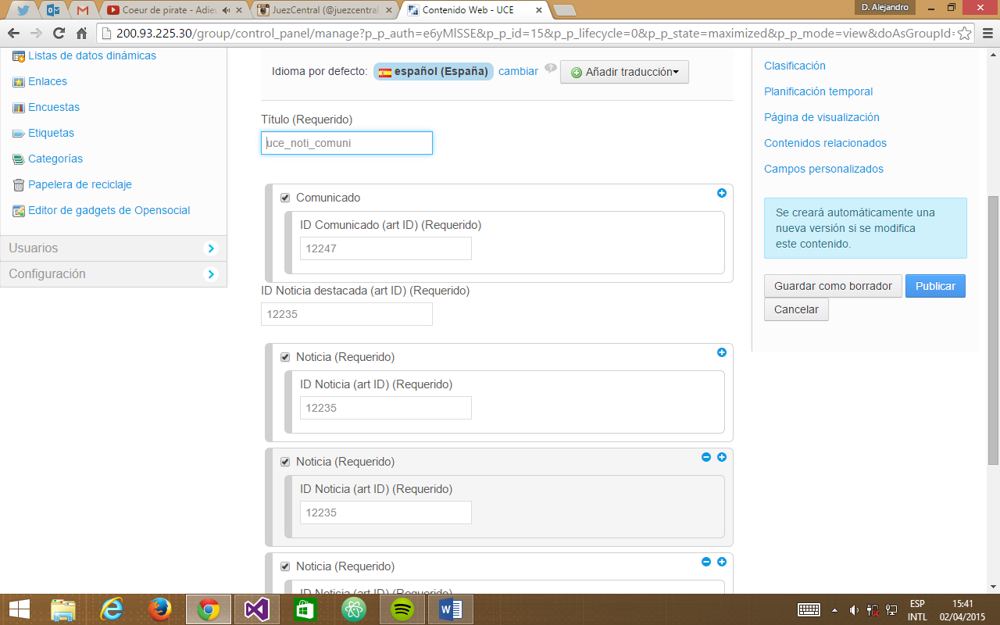 D. Alejandro
Coeur de pirate - Adieu
JuezCentral (@juezcentral
Contenido Web - UCE
200.93.225.30/group/control_panel/manage?p_p_auth=e6yMlSSE&p_p_id=15&p_p_lifecycle=0&p_p_state=maximized&p_p_mode=view&doAsGroupId=
Listas de datos dinámicas
Enlaces
Encuestas
Etiquetas
Categorías
Papelera de reciclaje
Editor de gadgets de Opensocial
Usuarios
Configuración
Idioma por defecto: español (España) cambiar Añadir traducción
Título (Requerido)
uce_noti_comuni
Comunicado
ID Comunicado (art ID) (Requerido)
12247
ID Noticia destacada (art ID) (Requerido)
12235
Noticia (Requerido)
ID Noticia (art ID) (Requerido)
12235
Noticia (Requerido)
ID Noticia (art ID) (Requerido)
12235
Noticia (Requerido)
ID Noticia (art ID) (Requerido)
Clasificación
Planificación temporal
Página de visualización
Contenidos relacionados
Campos personalizados
Se creará automáticamente una
nueva versión si se modifica
este contenido.
Guardar como borrador Publicar
Cancelar
ESP
INTL
15:41
02/04/2015